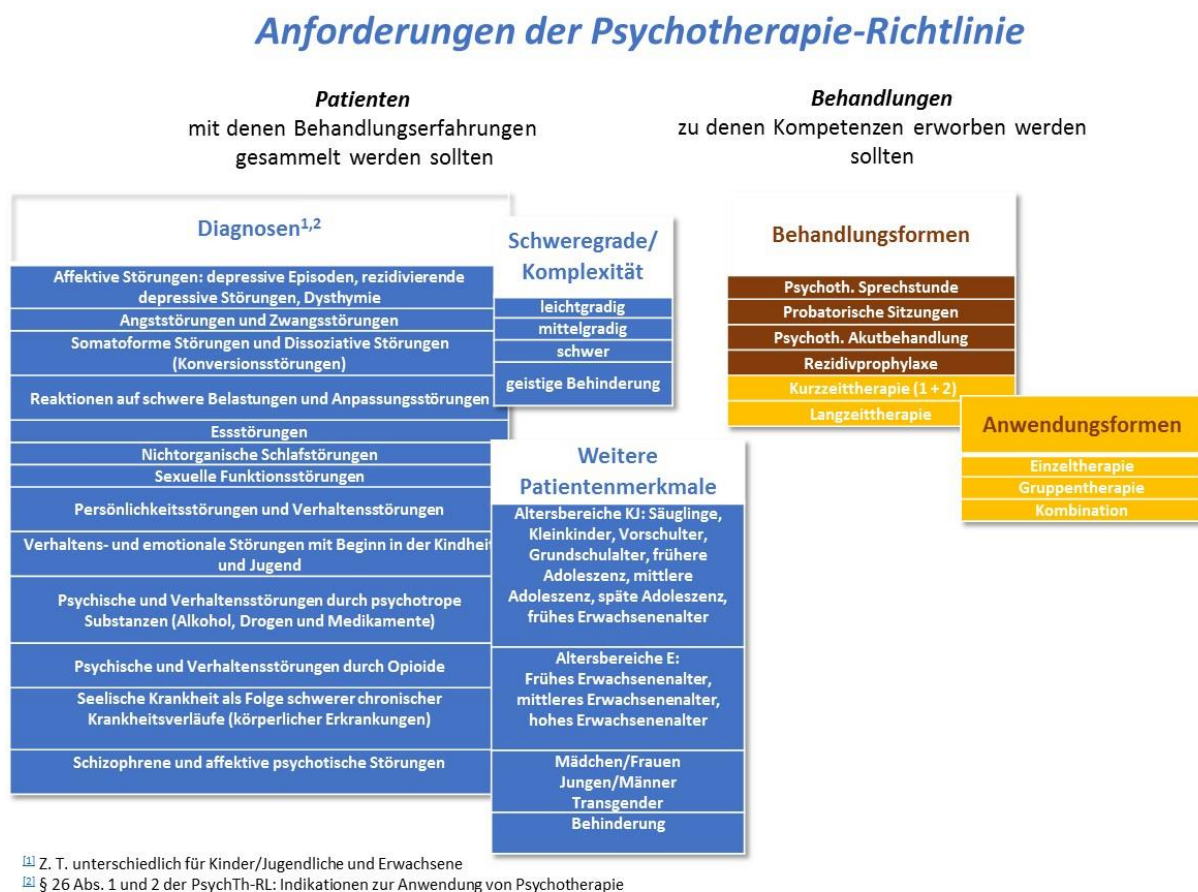 Anforderungen der Psychotherapie-Richtlinie
Patienten
mit denen Behandlungserfahrungen
gesammelt werden sollten
Behandlungen
zu denen Kompetenzen erworben werden
sollten
Diagnosen1,2
Affektive Störungen: depressive Episoden, rezidivierende
depressive Störungen, Dysthymie
Angststörungen und Zwangsstörungen
Somatoforme Störungen und Dissoziative Störungen
(Konversionsstörungen)
Reaktionen auf schwere Belastungen und Anpassungsstörungen
Essstörungen
Nichtorganische Schlafstörungen
Sexuelle Funktionsstörungen
Persönlichkeitsstörungen und Verhaltensstörungen
Verhaltens- und emotionale Störungen mit Beginn in der Kindheit
und Jugend
Psychische und Verhaltensstörungen durch psychotrope
Substanzen (Alkohol, Drogen und Medikamente)
Psychische und Verhaltensstörungen durch Opioide
Seelische Krankheit als Folge schwerer chronischer
Krankheitsverläufe (körperlicher Erkrankungen)
Schizophrene und affektive psychotische Störungen
Schweregrade/
Komplexität
leichtgradig
mittelgradig
schwer
geistige Behinderung
Weitere
Patientenmerkmale
Altersbereiche KJ: Säuglinge,
Kleinkinder, Vorschulter,
Grundschulalter, frühere
Adoleszenz, mittlere
Adoleszenz, späte Adoleszenz,
frühes Erwachsenenalter
Altersbereiche E:
Frühes Erwachsenenalter,
mittleres Erwachsenenalter,
hohes Erwachsenenalter
Mädchen/Frauen
Jungen/Männer
Transgender
Behinderung
Behandlungsformen
Psychoth. Sprechstunde
Probatorische Sitzungen
Psychoth. Akutbehandlung
Rezidivprophylaxe
Kurzzeittherapie (1 + 2)
Langzeittherapie
Anwendungsformen
Einzeltherapie
Gruppentherapie
Kombination
[1] Z. T. unterschiedlich für Kinder/Jugendliche und Erwachsene
[2] § 26 Abs. 1 und 2 der PsychTh-RL: Indikationen zur Anwendung von Psychotherapie